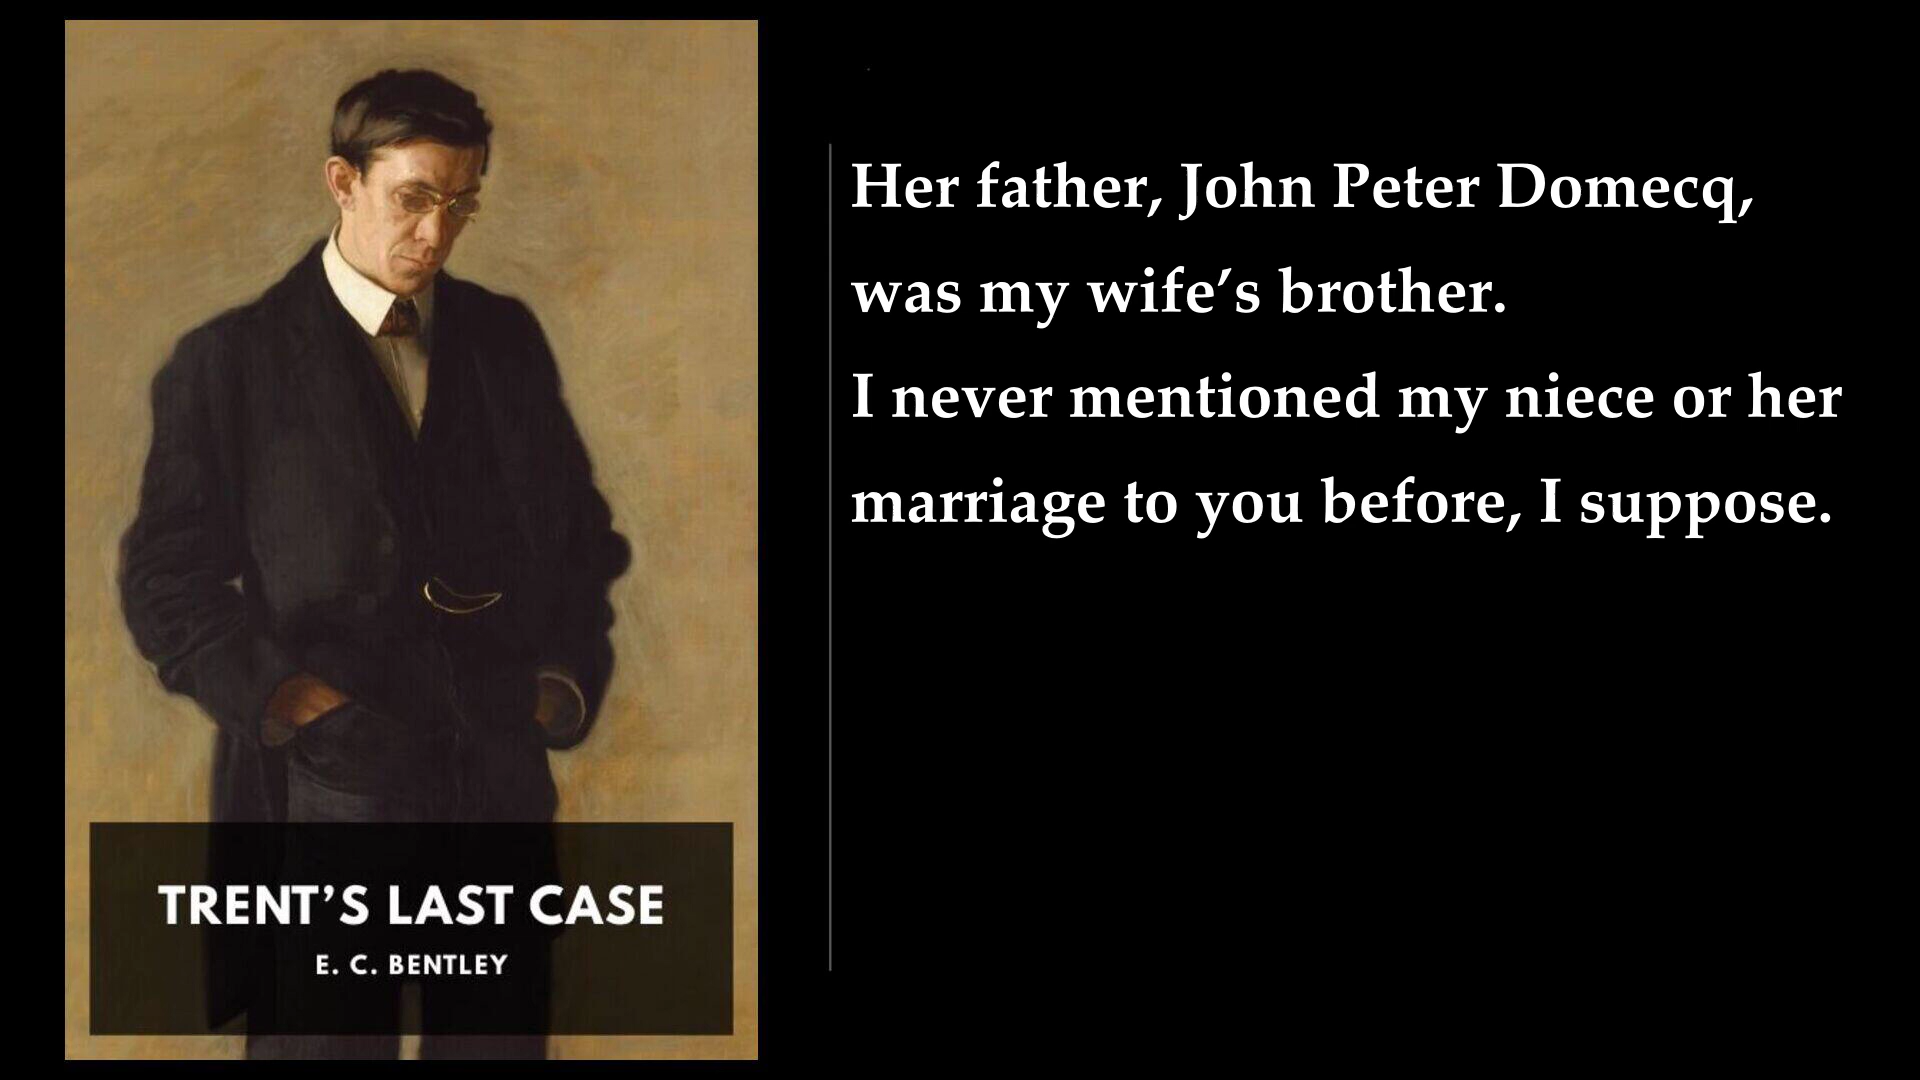 Her father, John Peter Domecq,
was my wife’s brother.
I never mentioned my niece or her
marriage to you before, I suppose.
TRENT’S LAST CASE
E. C. BENTLEY